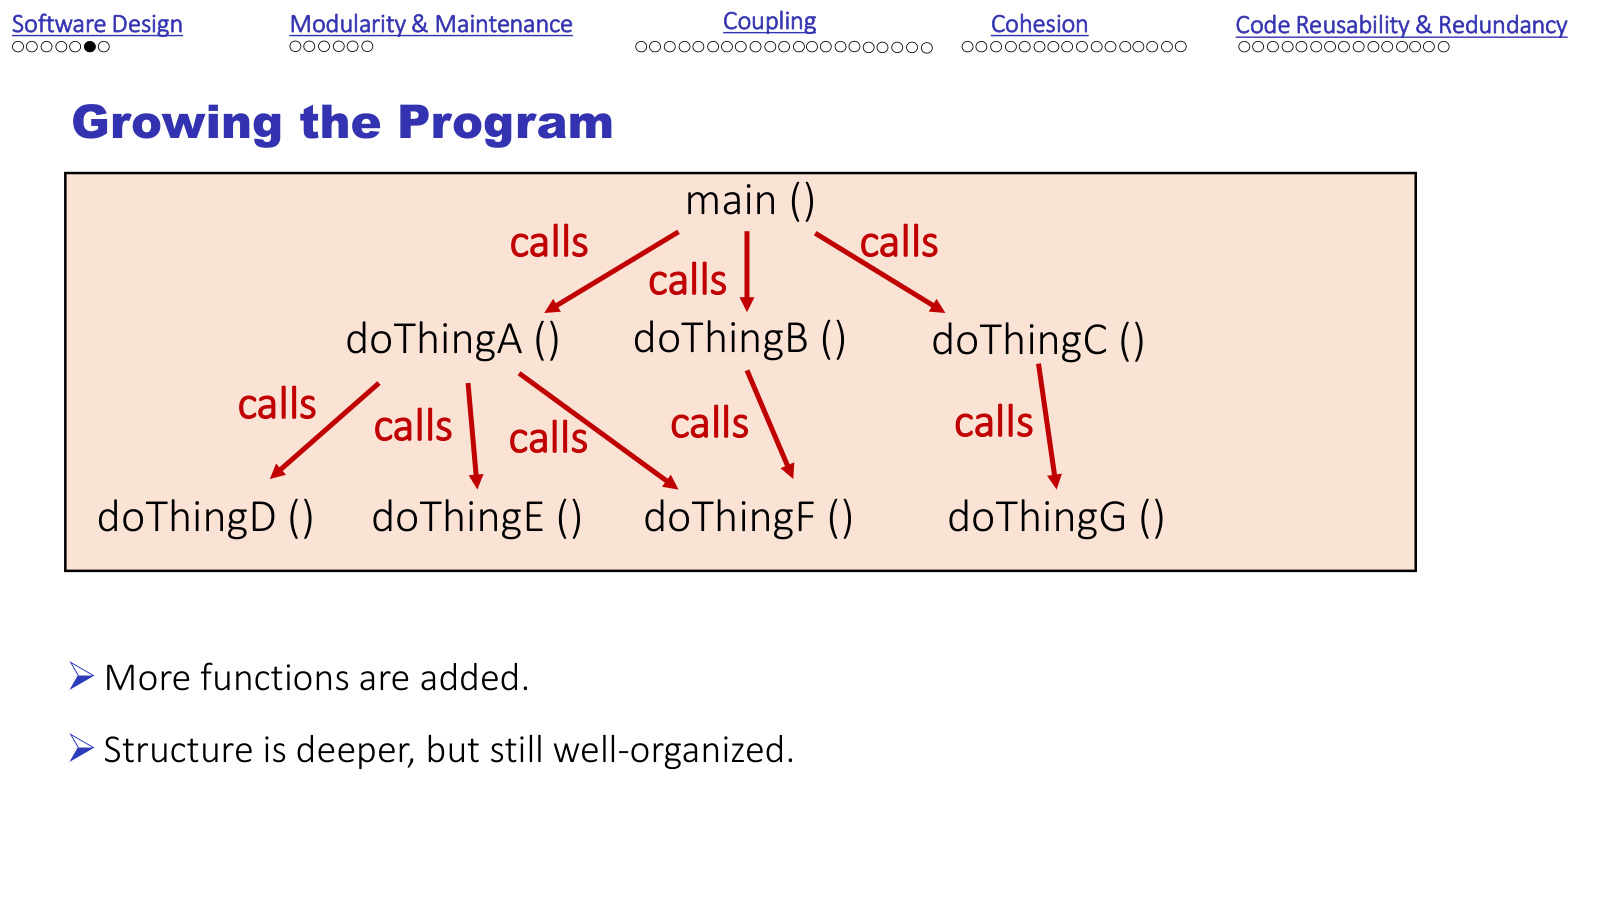 Software Design
Modularity & Maintenance
Coupling
Cohesion
Code Reusability & Redundancy
Growing the Program
main ()
calls
calls
calls
doThingA ()
doThingB ()
doThingC ()
calls
calls
calls
calls
calls
doThingD ()
doThingE ()
doThingF ()
doThingG ()
More functions are added.
Structure is deeper, but still well-organized.